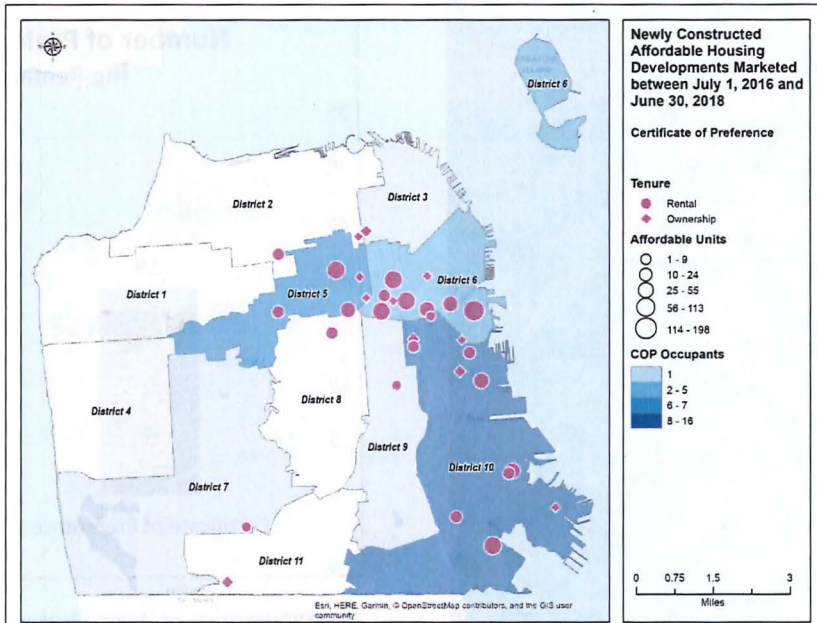 Newly Constructed
Affordable Housing
Developments Marketed
between July 1, 2016 and
June 30, 2018
Certificate of Preference
Tenure
Rental
Ownership
Affordable Units
1 - 9
10 - 24
25 - 55
56 - 113
114 - 198
COP Occupants
1
2 - 5
6 - 7
8 - 16
0 0.75 1.5 3
Miles
District 6
District 2
District 3
District 1
District 5
District 6
District 4
District 8
District 9
District 7
District 10
District 11
Esri, HERE, Garmin, © OpenStreetMap contributors, and the GIS user
community
Number of